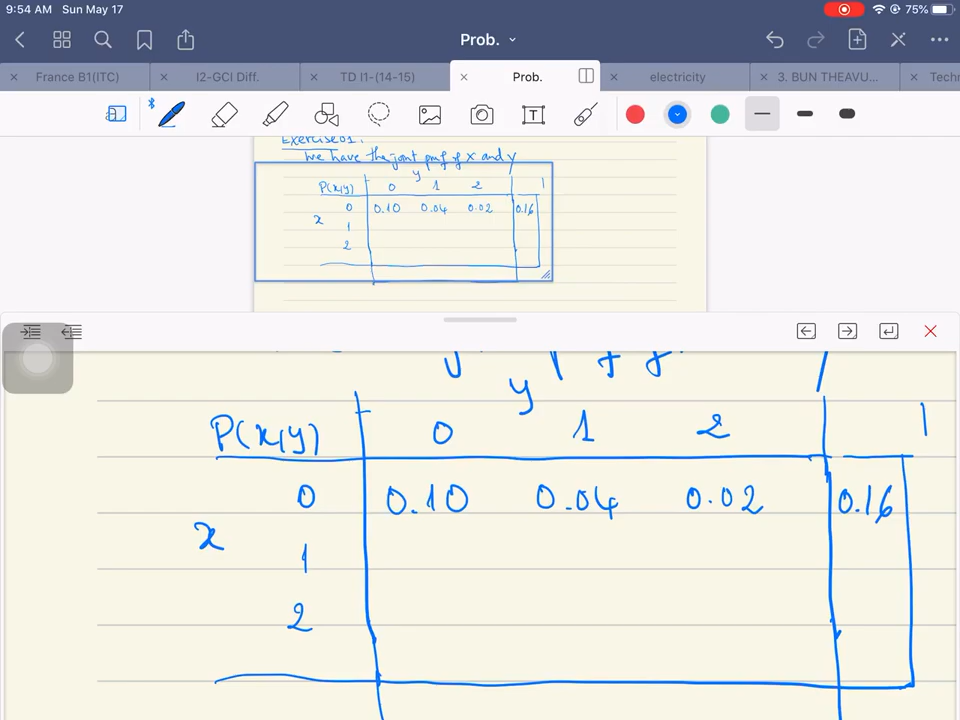 9:54 AM Sun May 17
75%
Prob.
France B1(ITC)
I2-GCI Diff.
TD I1-(14-15)
Prob.
electricity
3. BUN THEAVU...
Techn
Exercise01:
We have the joint pmf of X and Y
y
P(x,y) 0 1 2
0 0.10 0.04 0.02 0.16
x
1
2
y
P(x,y) 0 1 2
0 0.10 0.04 0.02 0.16
x
1
2